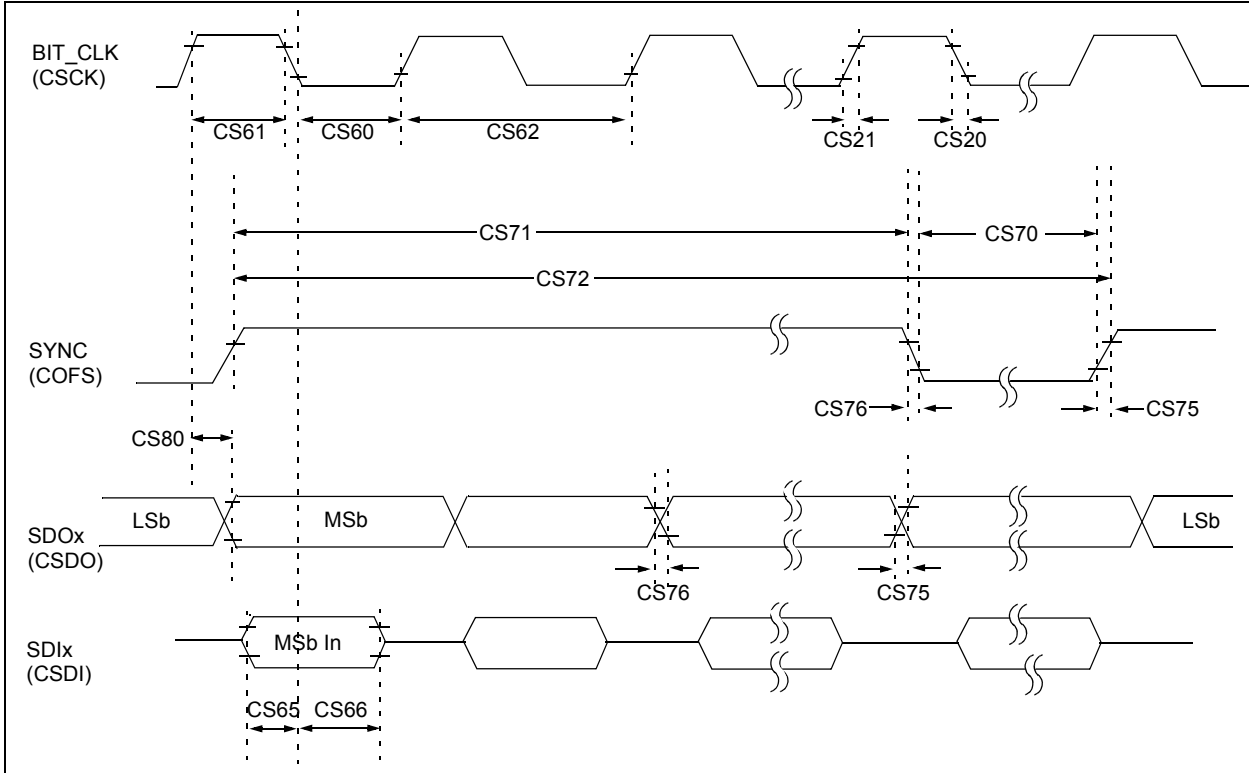 BIT_CLK
(CSCK)
CS61
CS60
CS62
CS21
CS20
CS71
CS70
CS72
SYNC
(COFS)
CS76
CS75
CS80
LSb
MSb
LSb
SDOx
(CSDO)
CS76
CS75
SDIx
(CSDI)
MSb In
CS65
CS66